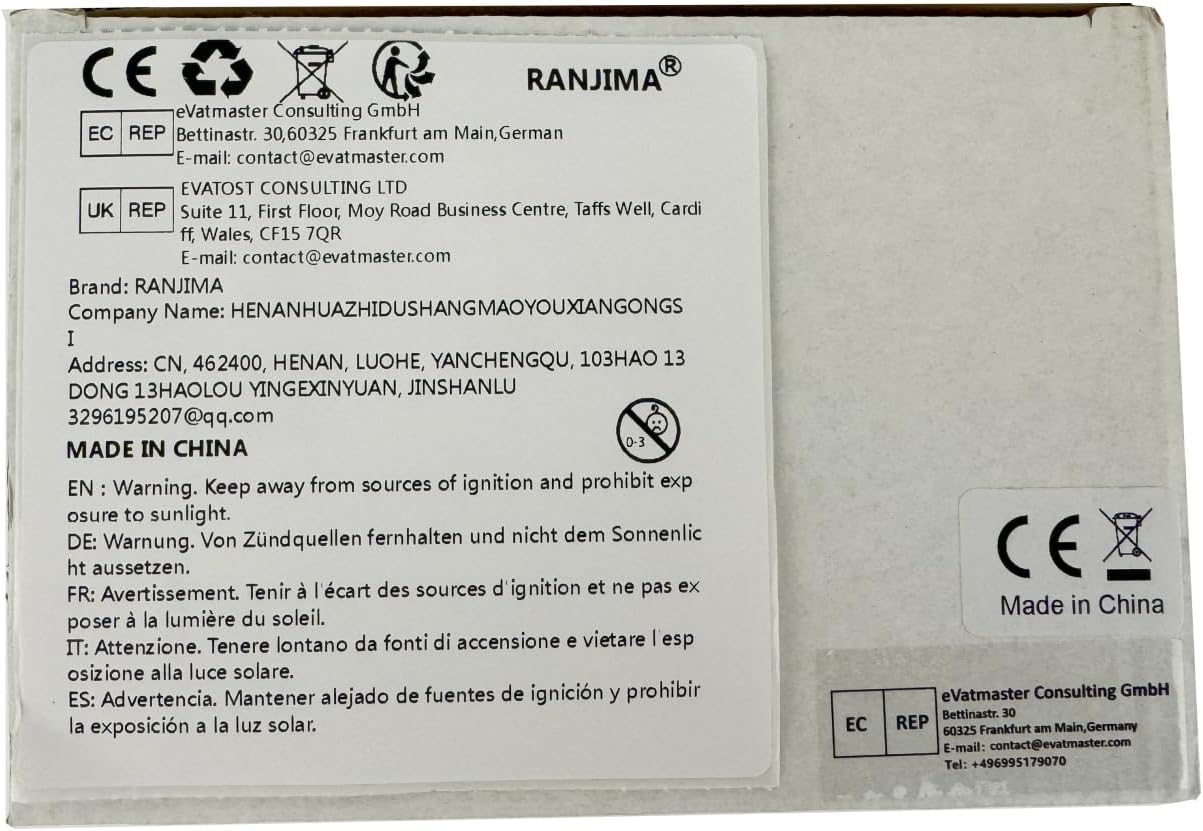 CE
RANJIMA®
EC REP
eVatmaster Consulting GmbH
Bettinastr. 30,60325 Frankfurt am Main,German
E-mail: contact@evatmaster.com
UK REP
EVATOST CONSULTING LTD
Suite 11, First Floor, Moy Road Business Centre, Taffs Well, Cardi
ff, Wales, CF15 7QR
E-mail: contact@evatmaster.com
Brand: RANJIMA
Company Name: HENANHUAZHIDUSHANGMAOYOUXIANGONGS
I
Address: CN, 462400, HENAN, LUOHE, YANCHENGQU, 103HAO 13
DONG 13HAOLOU YINGEXINYUAN, JINSHANLU
3296195207@qq.com
MADE IN CHINA
0-3
EN : Warning. Keep away from sources of ignition and prohibit exp
osure to sunlight.
DE: Warnung. Von Zündquellen fernhalten und nicht dem Sonnenlic
ht aussetzen.
FR: Avertissement. Tenir à l'écart des sources d'ignition et ne pas ex
poser à la lumière du soleil.
IT: Attenzione. Tenere lontano da fonti di accensione e vietare l'esp
osizione alla luce solare.
ES: Advertencia. Mantener alejado de fuentes de ignición y prohibir
la exposición a la luz solar.
CE
Made in China
EC REP
eVatmaster Consulting GmbH
Bettinastr. 30
60325 Frankfurt am Main,Germany
E-mail: contact@evatmaster.com
Tel: +496995179070